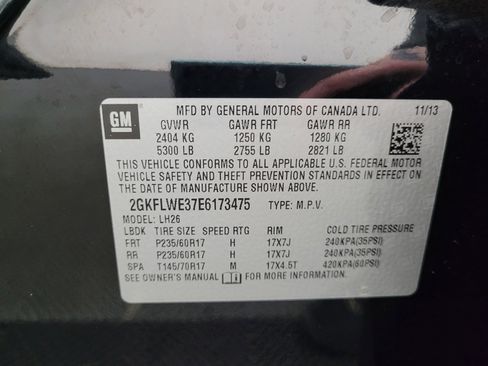 GM
MFD BY GENERAL MOTORS OF CANADA LTD. 11/13
GVWR GAWR FRT GAWR RR
2404 KG 1250 KG 1280 KG
5300 LB 2755 LB 2821 LB
THIS VEHICLE CONFORMS TO ALL APPLICABLE U.S. FEDERAL MOTOR
VEHICLE SAFETY AND THEFT PREVENTION STANDARDS IN EFFECT ON
THE DATE OF MANUFACTURE SHOWN ABOVE.
2GKFLWE37E6173475 TYPE: M.P.V.
MODEL: LH26
LBDK TIRE SIZE SPEED RTG RIM COLD TIRE PRESSURE
FRT P235/60R17 H 17X7J 240KPA(35PSI)
RR P235/60R17 H 17X7J 240KPA(35PSI)
SPA T145/70R17 M 17X4.5T 420KPA(60PSI)
SEE OWNER'S MANUAL FOR ADDITIONAL INFORMATION.